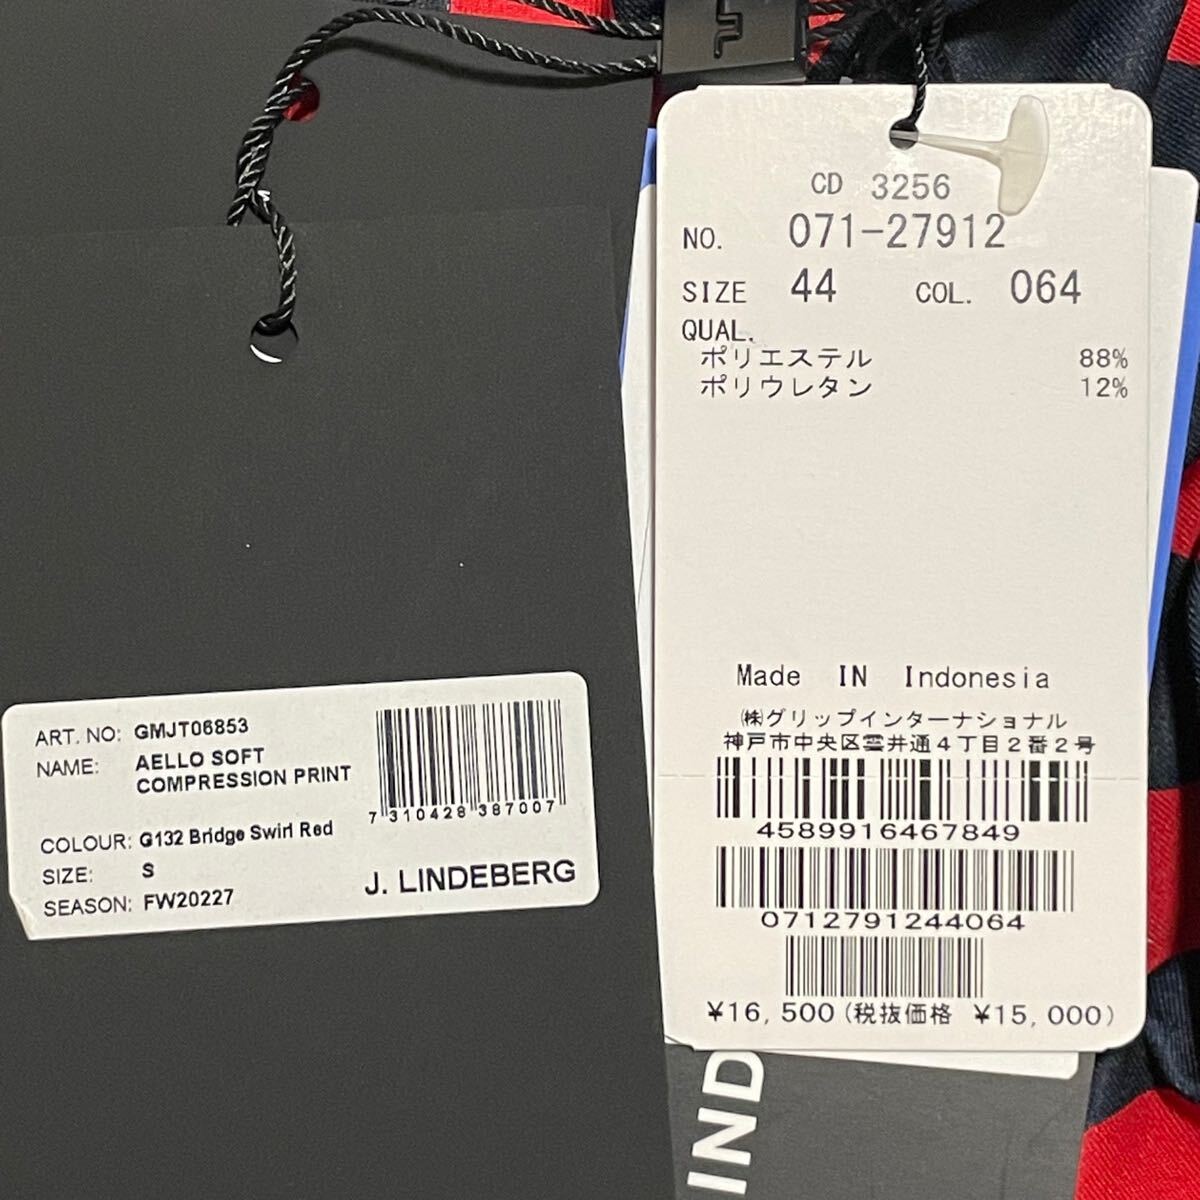 CD 3256
NO. 071-27912
SIZE 44 COL. 064
QUAL.
ポリエステル 88%
ポリウレタン 12%
Made IN Indonesia
㈱グリップインターナショナル
神戸市中央区雲井通4丁目2番2号
4589916467849
0712791244064
¥16,500(税抜価格 ¥15,000)
ART. NO: GMJT06853
NAME: AELLO SOFT
COMPRESSION PRINT
7 310428 387007
COLOUR: G132 Bridge Swirl Red
SIZE: S
SEASON: FW20227
J. LINDEBERG
IND